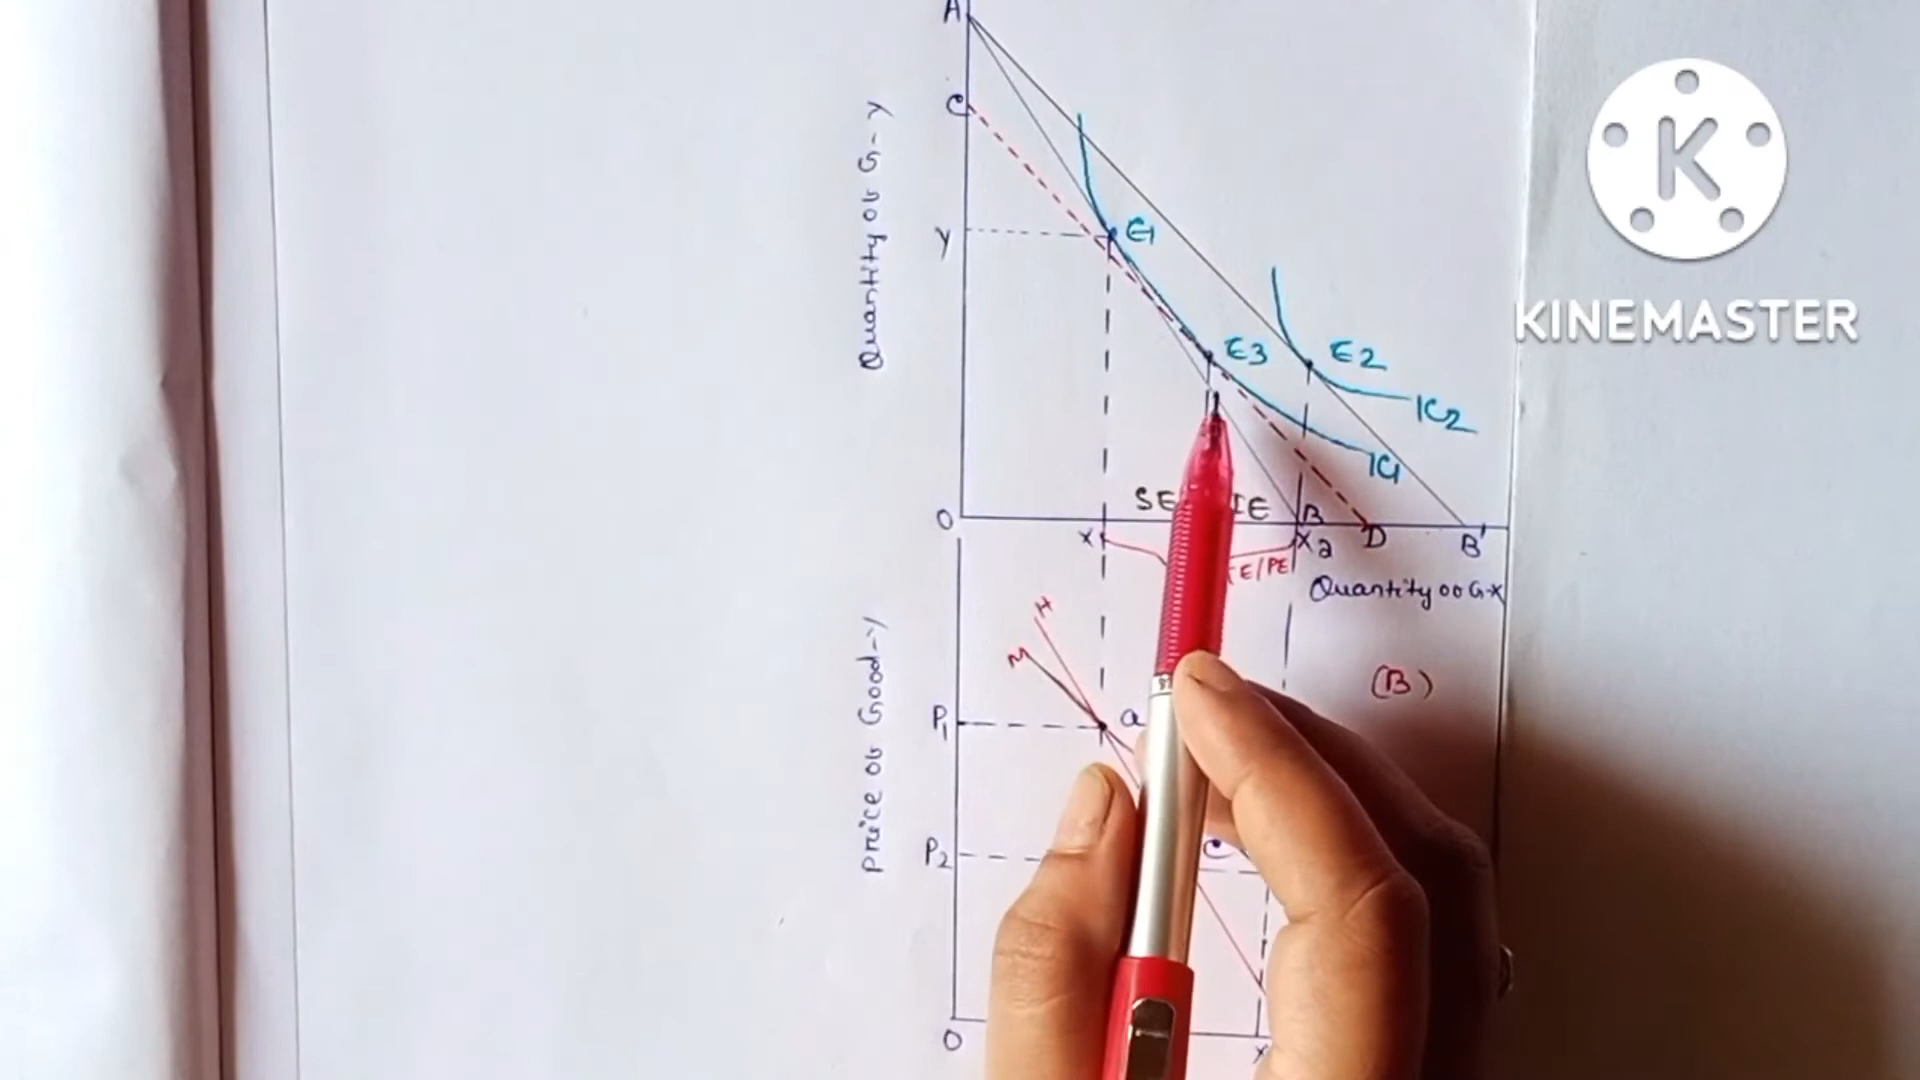 A
C
Quantity of G-y
y
E1
E3
E2
IC2
IC1
SE IE
O
X1
B
X2
D
B'
E/PE
Quantity of G-X
H
M
(B)
P1
a
Price of Good-y
P2
C
O
X
K
KINEMASTER